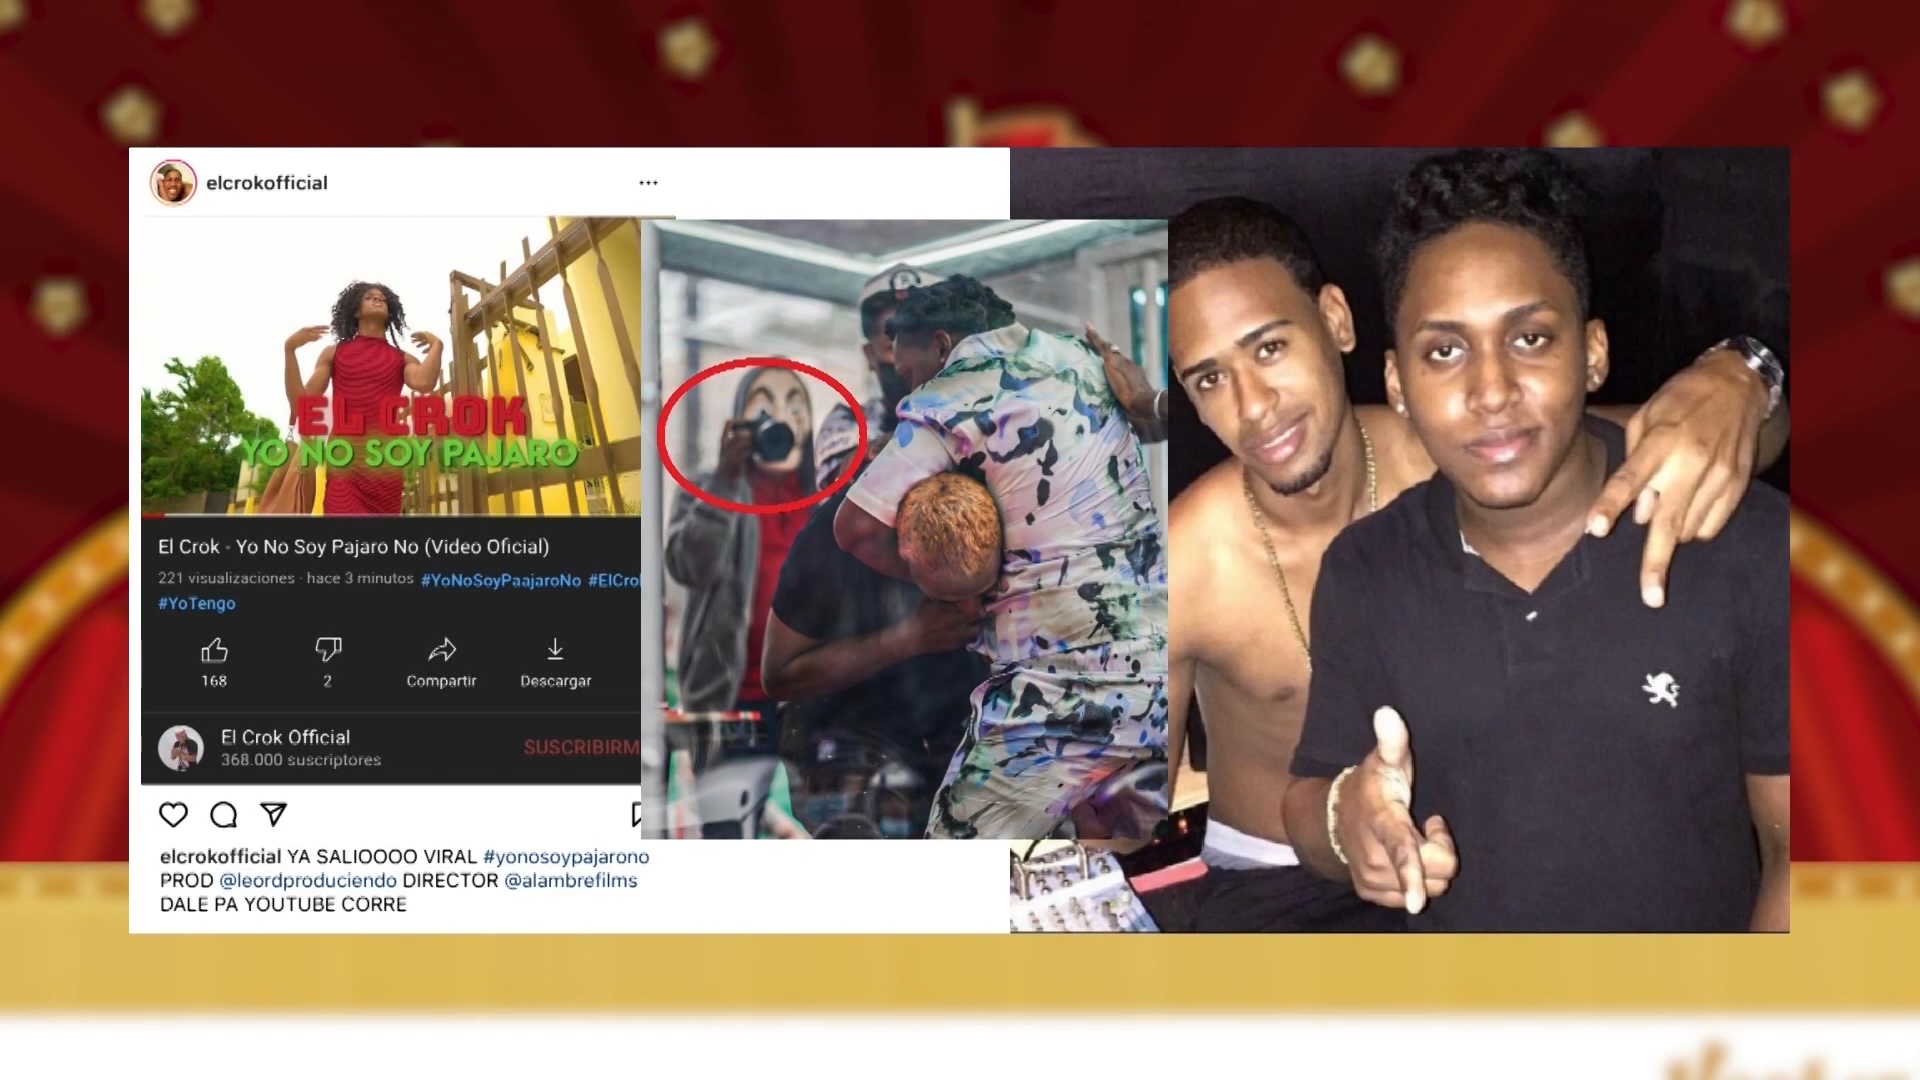 elcrokofficial
EL CROK
YO NO SOY PAJARO
El Crok - Yo No Soy Pajaro No (Video Oficial)
221 visualizaciones · hace 3 minutos #YoNoSoyPaajaroNo #ElCro
#YoTengo
168
2
Compartir
Descargar
El Crok Official
368.000 suscriptores
SUSCRIBIRM
elcrokofficial YA SALIOOOO VIRAL #yonosoypajarono
PROD @leordproduciendo DIRECTOR @alambrefilms
DALE PA YOUTUBE CORRE